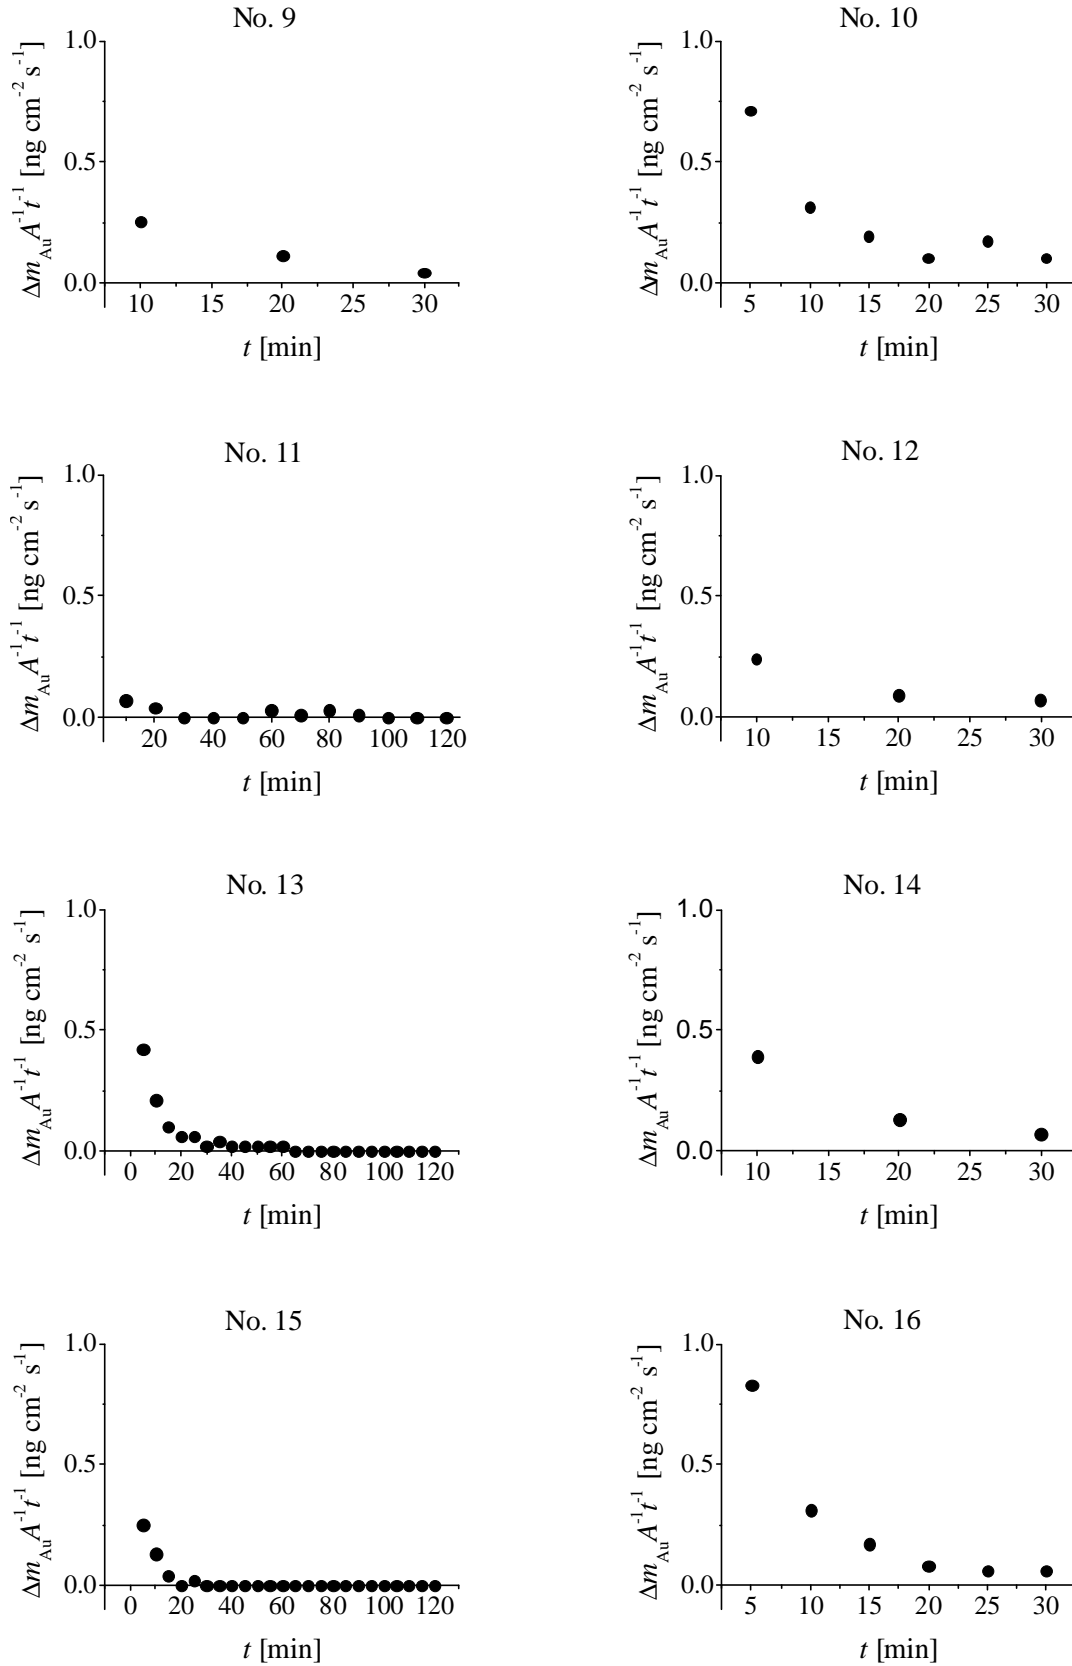 No. 9
1.0
0.5
0.0
Δm_Au A⁻¹t⁻¹ [ng cm⁻² s⁻¹]
10 15 20 25 30
t [min]
No. 10
1.0
0.5
0.0
Δm_Au A⁻¹t⁻¹ [ng cm⁻² s⁻¹]
5 10 15 20 25 30
t [min]
No. 11
1.0
0.5
0.0
Δm_Au A⁻¹t⁻¹ [ng cm⁻² s⁻¹]
20 40 60 80 100 120
t [min]
No. 12
1.0
0.5
0.0
Δm_Au A⁻¹t⁻¹ [ng cm⁻² s⁻¹]
10 15 20 25 30
t [min]
No. 13
1.0
0.5
0.0
Δm_Au A⁻¹t⁻¹ [ng cm⁻² s⁻¹]
0 20 40 60 80 100 120
t [min]
No. 14
1.0
0.5
0.0
Δm_Au A⁻¹t⁻¹ [ng cm⁻² s⁻¹]
10 15 20 25 30
t [min]
No. 15
1.0
0.5
0.0
Δm_Au A⁻¹t⁻¹ [ng cm⁻² s⁻¹]
0 20 40 60 80 100 120
t [min]
No. 16
1.0
0.5
0.0
Δm_Au A⁻¹t⁻¹ [ng cm⁻² s⁻¹]
5 10 15 20 25 30
t [min]